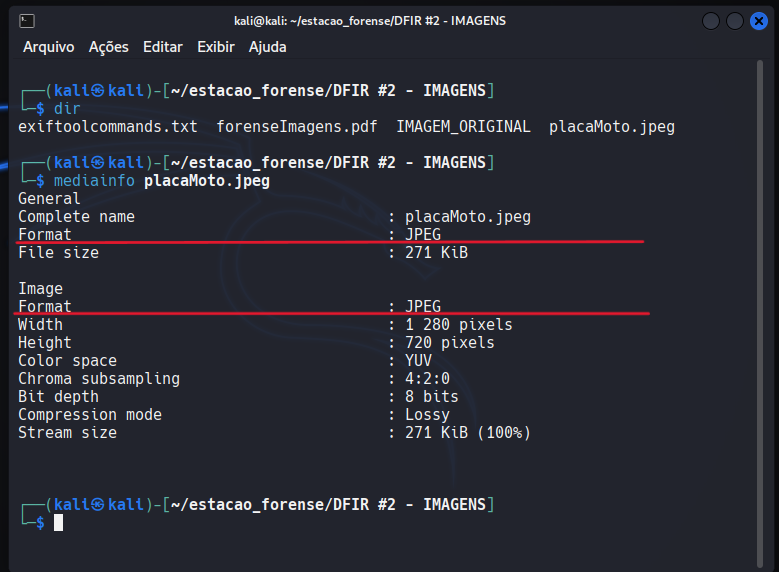 kali@kali: ~/estacao_forense/DFIR #2 - IMAGENS
Arquivo Ações Editar Exibir Ajuda
┌──(kali㉿kali)-[~/estacao_forense/DFIR #2 - IMAGENS]
└─$ dir
exiftoolcommands.txt forenseImagens.pdf IMAGEM_ORIGINAL placaMoto.jpeg
┌──(kali㉿kali)-[~/estacao_forense/DFIR #2 - IMAGENS]
└─$ mediainfo placaMoto.jpeg
General
Complete name : placaMoto.jpeg
Format : JPEG
File size : 271 KiB
Image
Format : JPEG
Width : 1 280 pixels
Height : 720 pixels
Color space : YUV
Chroma subsampling : 4:2:0
Bit depth : 8 bits
Compression mode : Lossy
Stream size : 271 KiB (100%)
┌──(kali㉿kali)-[~/estacao_forense/DFIR #2 - IMAGENS]
└─$